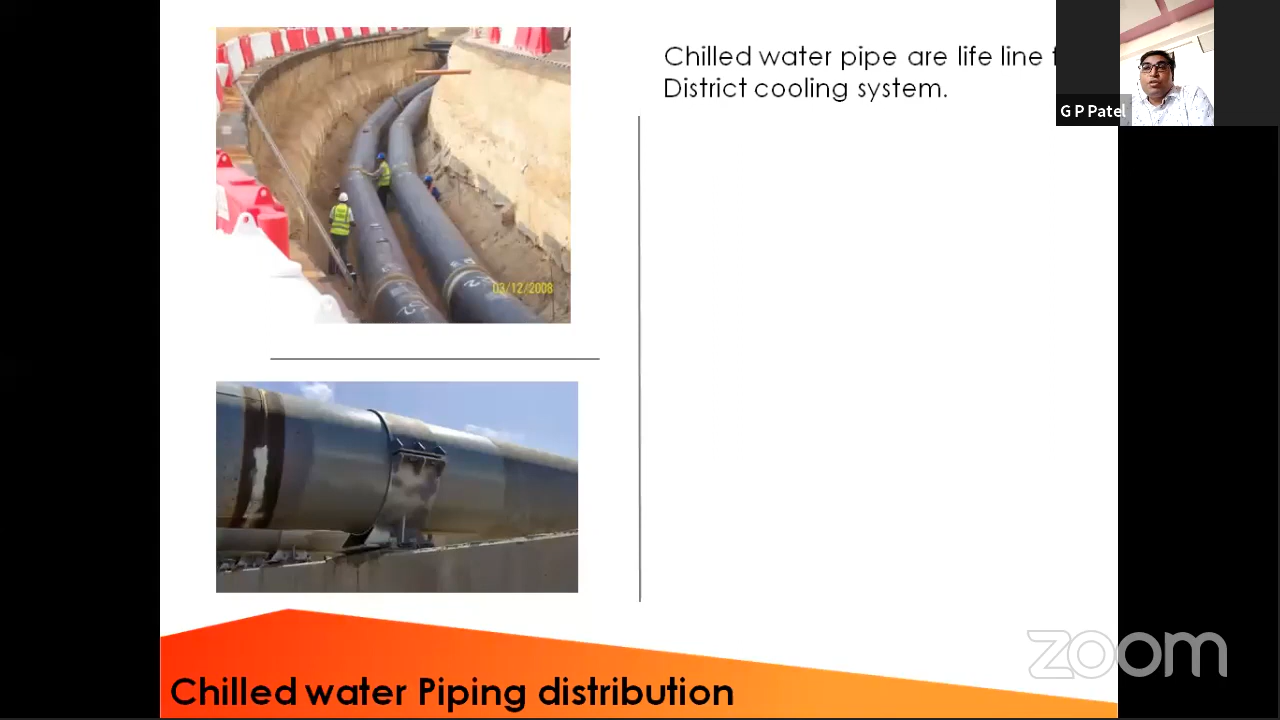 Chilled water pipe are life line
District cooling system.
G P Patel
03/12/2008
zoom
Chilled water Piping distribution